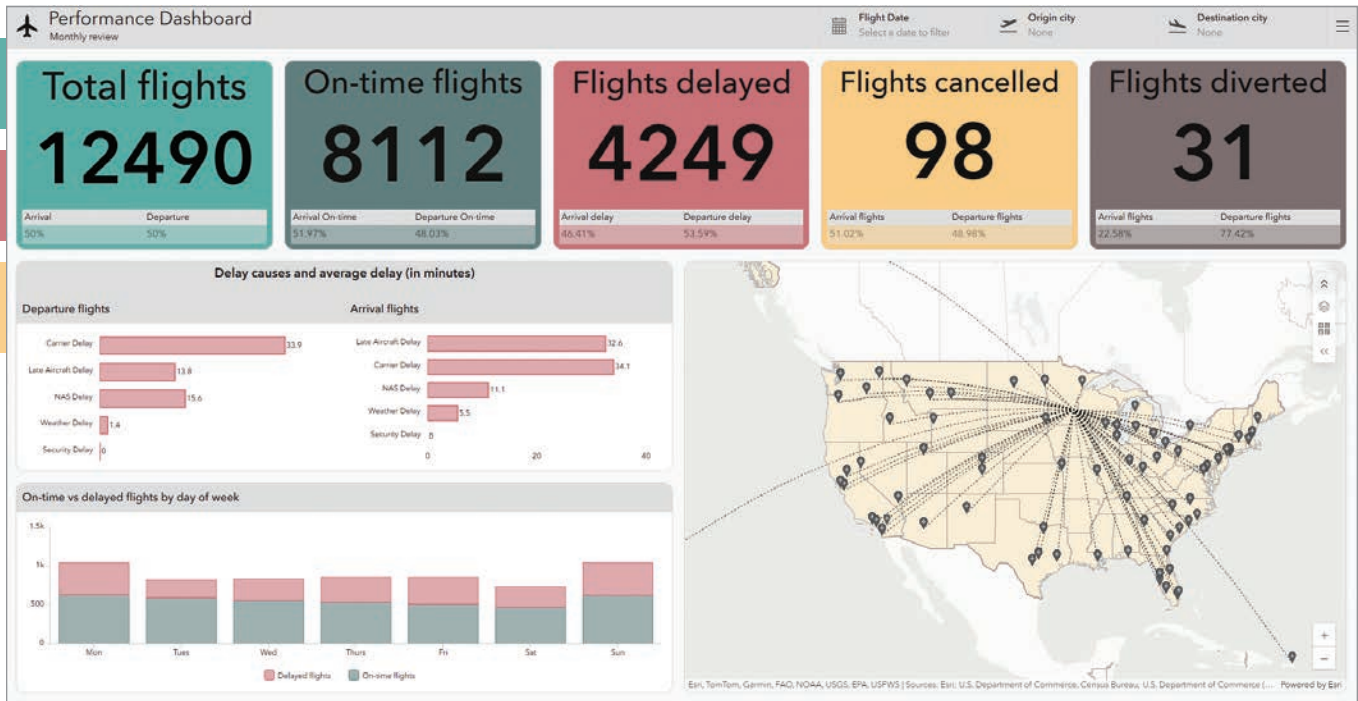 Performance Dashboard
Monthly review
Flight Date
Select a date to filter
Origin city
None
Destination city
None
Total flights
12490
Arrival Departure
50% 50%
On-time flights
8112
Arrival On-time Departure On-time
51.97% 48.03%
Flights delayed
4249
Arrival delay Departure delay
46.41% 53.59%
Flights cancelled
98
Arrival flights Departure flights
51.02% 48.98%
Flights diverted
31
Arrival flights Departure flights
22.58% 77.42%
Delay causes and average delay (in minutes)
Departure flights
Carrier Delay 33.9
Late Aircraft Delay 13.8
NAS Delay 15.6
Weather Delay 1.4
Security Delay 0
Arrival flights
Late Aircraft Delay 32.6
Carrier Delay 34.1
NAS Delay 11.1
Weather Delay 5.5
Security Delay 0
0 20 40
On-time vs delayed flights by day of week
1.5k
1k
500
0
Mon Tues Wed Thurs Fri Sat Sun
Delayed flights On-time flights
Esri, TomTom, Garmin, FAO, NOAA, USGS, EPA, USFWS | Sources: Esri; U.S. Department of Commerce, Census Bureau; U.S. Department of Commerce (... Powered by Esri